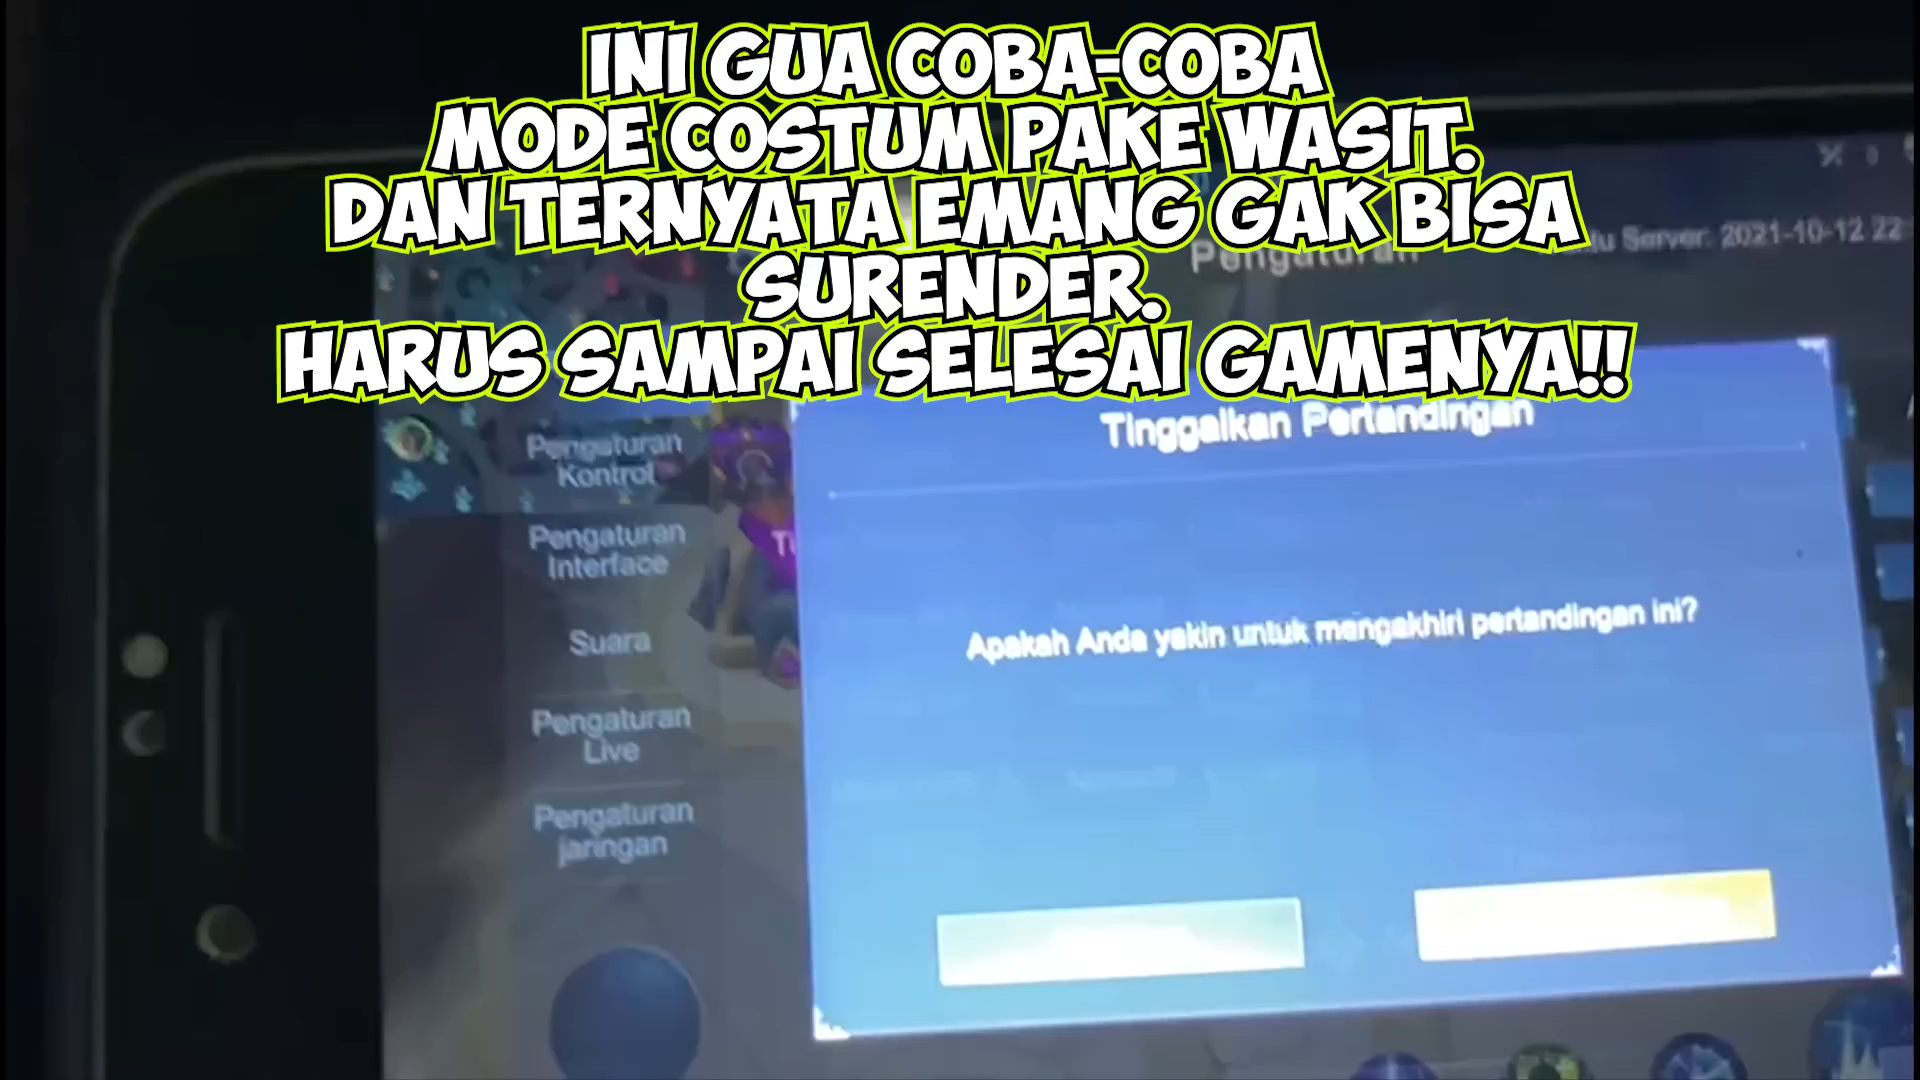 INI GUA COBA-COBA
MODE COSTUM PAKE WASIT.
DAN TERNYATA EMANG GAK BISA
SURENDER.
HARUS SAMPAI SELESAI GAMENYA!!
Server: 2021-10-12 22
Pengaturan
Tinggalkan Pertandingan
Pengaturan
Kontrol
Pengaturan
Interface
Suara
Pengaturan
Live
Pengaturan
jaringan
Apakah Anda yakin untuk mengakhiri pertandingan ini?